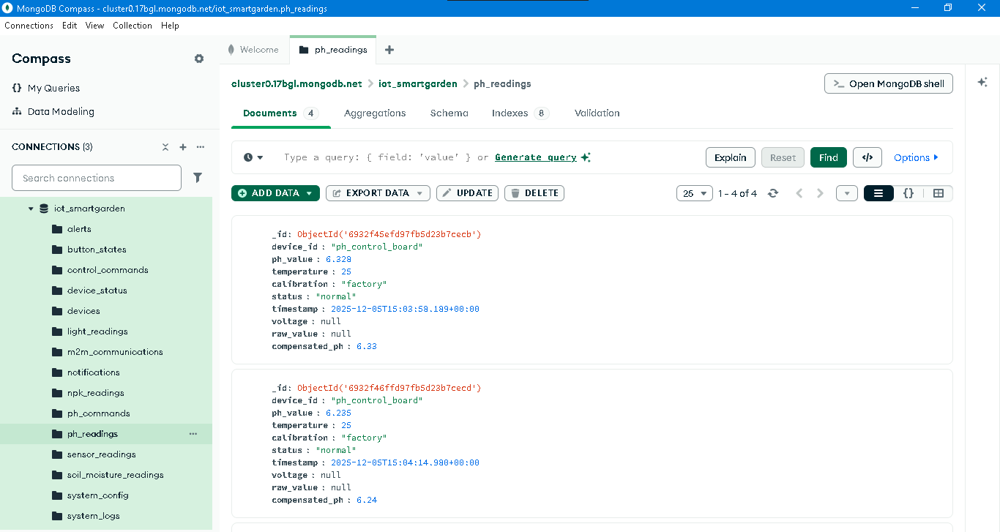 MongoDB Compass - cluster0.17bgl.mongodb.net/iot_smartgarden.ph_readings
Connections Edit View Collection Help
Compass
My Queries
Data Modeling
CONNECTIONS (3)
Search connections
iot_smartgarden
alerts
button_states
control_commands
device_status
devices
light_readings
m2m_communications
notifications
npk_readings
ph_commands
ph_readings
sensor_readings
soil_moisture_readings
system_config
system_logs
Welcome
ph_readings
cluster0.17bgl.mongodb.net > iot_smartgarden > ph_readings
>_ Open MongoDB shell
Documents 4 Aggregations Schema Indexes 8 Validation
Type a query: { field: 'value' } or Generate query
Explain Reset Find </> Options
ADD DATA EXPORT DATA UPDATE DELETE
25 1 – 4 of 4 {}
_id: ObjectId('6932f45efd97fb5d23b7cecb')
device_id : "ph_control_board"
ph_value : 6.328
temperature : 25
calibration : "factory"
status : "normal"
timestamp : 2025-12-05T15:03:58.189+00:00
voltage : null
raw_value : null
compensated_ph : 6.33
_id: ObjectId('6932f46ffd97fb5d23b7cecd')
device_id : "ph_control_board"
ph_value : 6.235
temperature : 25
calibration : "factory"
status : "normal"
timestamp : 2025-12-05T15:04:14.980+00:00
voltage : null
raw_value : null
compensated_ph : 6.24